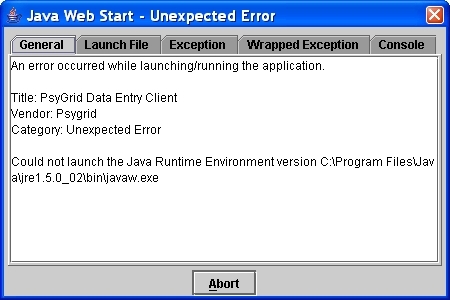 Java Web Start - Unexpected Error
General Launch File Exception Wrapped Exception Console
An error occurred while launching/running the application.
Title: PsyGrid Data Entry Client
Vendor: Psygrid
Category: Unexpected Error
Could not launch the Java Runtime Environment version C:\Program Files\Jav
a\jre1.5.0_02\bin\javaw.exe
Abort